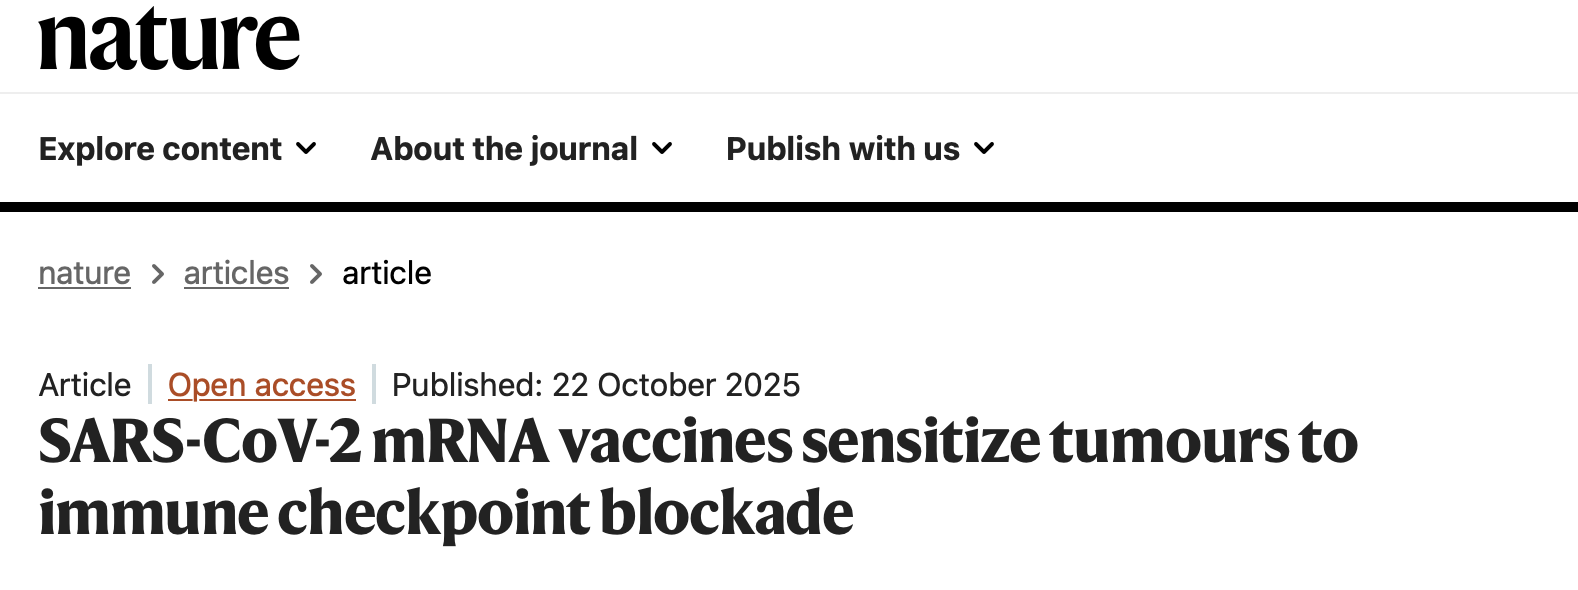 nature
Explore content About the journal Publish with us
nature > articles > article
Article | Open access | Published: 22 October 2025
SARS-CoV-2 mRNA vaccines sensitize tumours to
immune checkpoint blockade